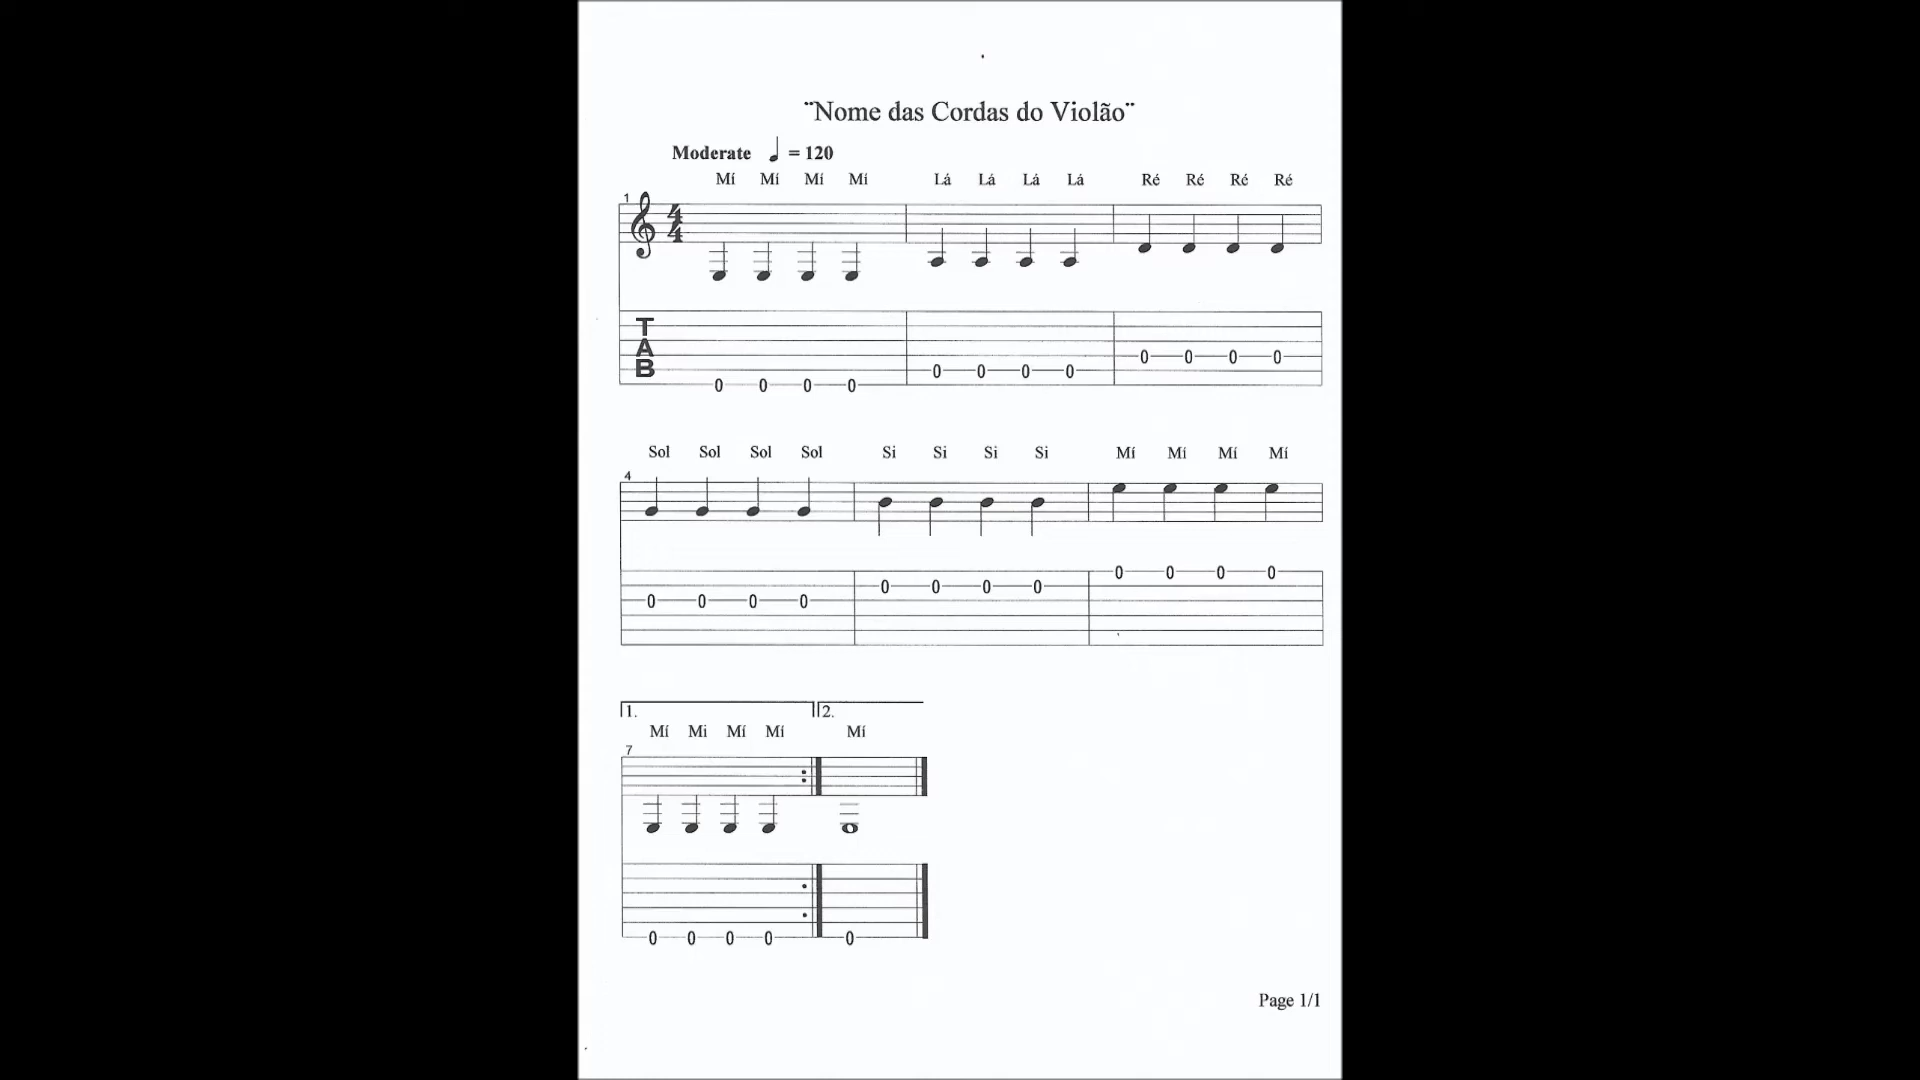 ¨Nome das Cordas do Violão¨
Moderate = 120
Mí Mí Mí Mí Lá Lá Lá Lá Ré Ré Ré Ré
1
4
4
T
A
B
0 0 0 0
0 0 0 0
0 0 0 0
Sol Sol Sol Sol Si Si Si Si Mí Mí Mí Mí
4
0 0 0 0
0 0 0 0
0 0 0 0
1. 2.
Mí Mi Mí Mí Mí
7
0 0 0 0 0
Page 1/1